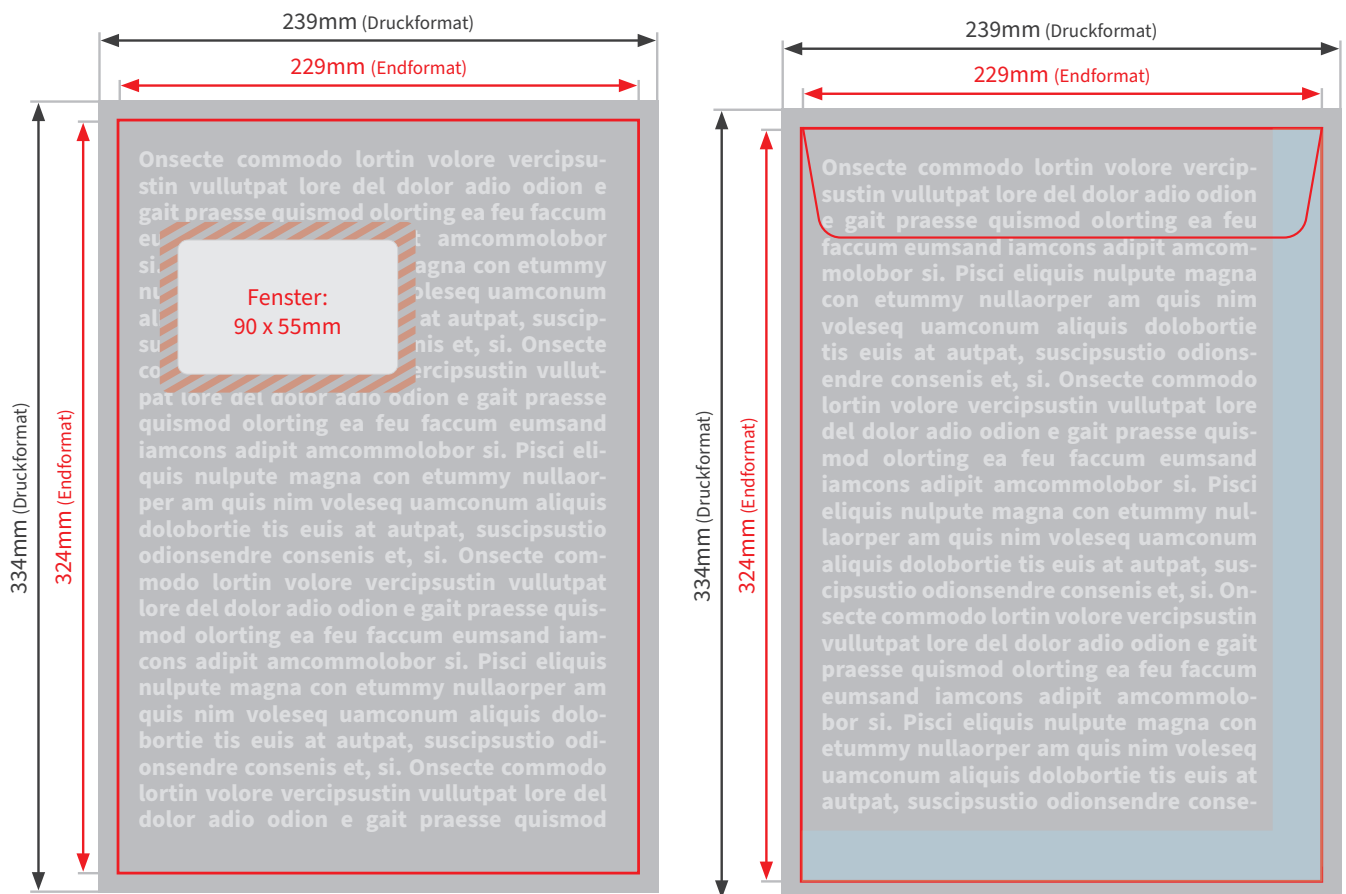 239mm (Druckformat)
229mm (Endformat)
334mm (Druckformat)
324mm (Endformat)
Onsecte commodo lortin volore vercipsu-
stin vullutpat lore del dolor adio odion e
gait praesse quismod olorting ea feu faccum
eu t amcommolobor
si. agna con etummy
nu oleseq uamconum
al at autpat, suscip-
su nis et, si. Onsecte
co ercipsustin vullut-
pat lore del dolor adio odion e gait praesse
quismod olorting ea feu faccum eumsand
iamcons adipit amcommolobor si. Pisci eli-
quis nulpute magna con etummy nullaor-
per am quis nim voleseq uamconum aliquis
dolobortie tis euis at autpat, suscipsustio
odionsendre consenis et, si. Onsecte com-
modo lortin volore vercipsustin vullutpat
lore del dolor adio odion e gait praesse quis-
mod olorting ea feu faccum eumsand iam-
cons adipit amcommolobor si. Pisci eliquis
nulpute magna con etummy nullaorper am
quis nim voleseq uamconum aliquis dolo-
bortie tis euis at autpat, suscipsustio odi-
onsendre consenis et, si. Onsecte commodo
lortin volore vercipsustin vullutpat lore del
dolor adio odion e gait praesse quismod
Fenster:
90 x 55mm
239mm (Druckformat)
229mm (Endformat)
334mm (Druckformat)
324mm (Endformat)
Onsecte commodo lortin volore vercip-
sustin vullutpat lore del dolor adio odion
e gait praesse quismod olorting ea feu
faccum eumsand iamcons adipit amcom-
molobor si. Pisci eliquis nulpute magna
con etummy nullaorper am quis nim
voleseq uamconum aliquis dolobortie
tis euis at autpat, suscipsustio odions-
endre consenis et, si. Onsecte commodo
lortin volore vercipsustin vullutpat lore
del dolor adio odion e gait praesse quis-
mod olorting ea feu faccum eumsand
iamcons adipit amcommolobor si. Pisci
eliquis nulpute magna con etummy nul-
laorper am quis nim voleseq uamconum
aliquis dolobortie tis euis at autpat, sus-
cipsustio odionsendre consenis et, si. On-
secte commodo lortin volore vercipsustin
vullutpat lore del dolor adio odion e gait
praesse quismod olorting ea feu faccum
eumsand iamcons adipit amcommolo-
bor si. Pisci eliquis nulpute magna con
etummy nullaorper am quis nim voleseq
uamconum aliquis dolobortie tis euis at
autpat, suscipsustio odionsendre conse-